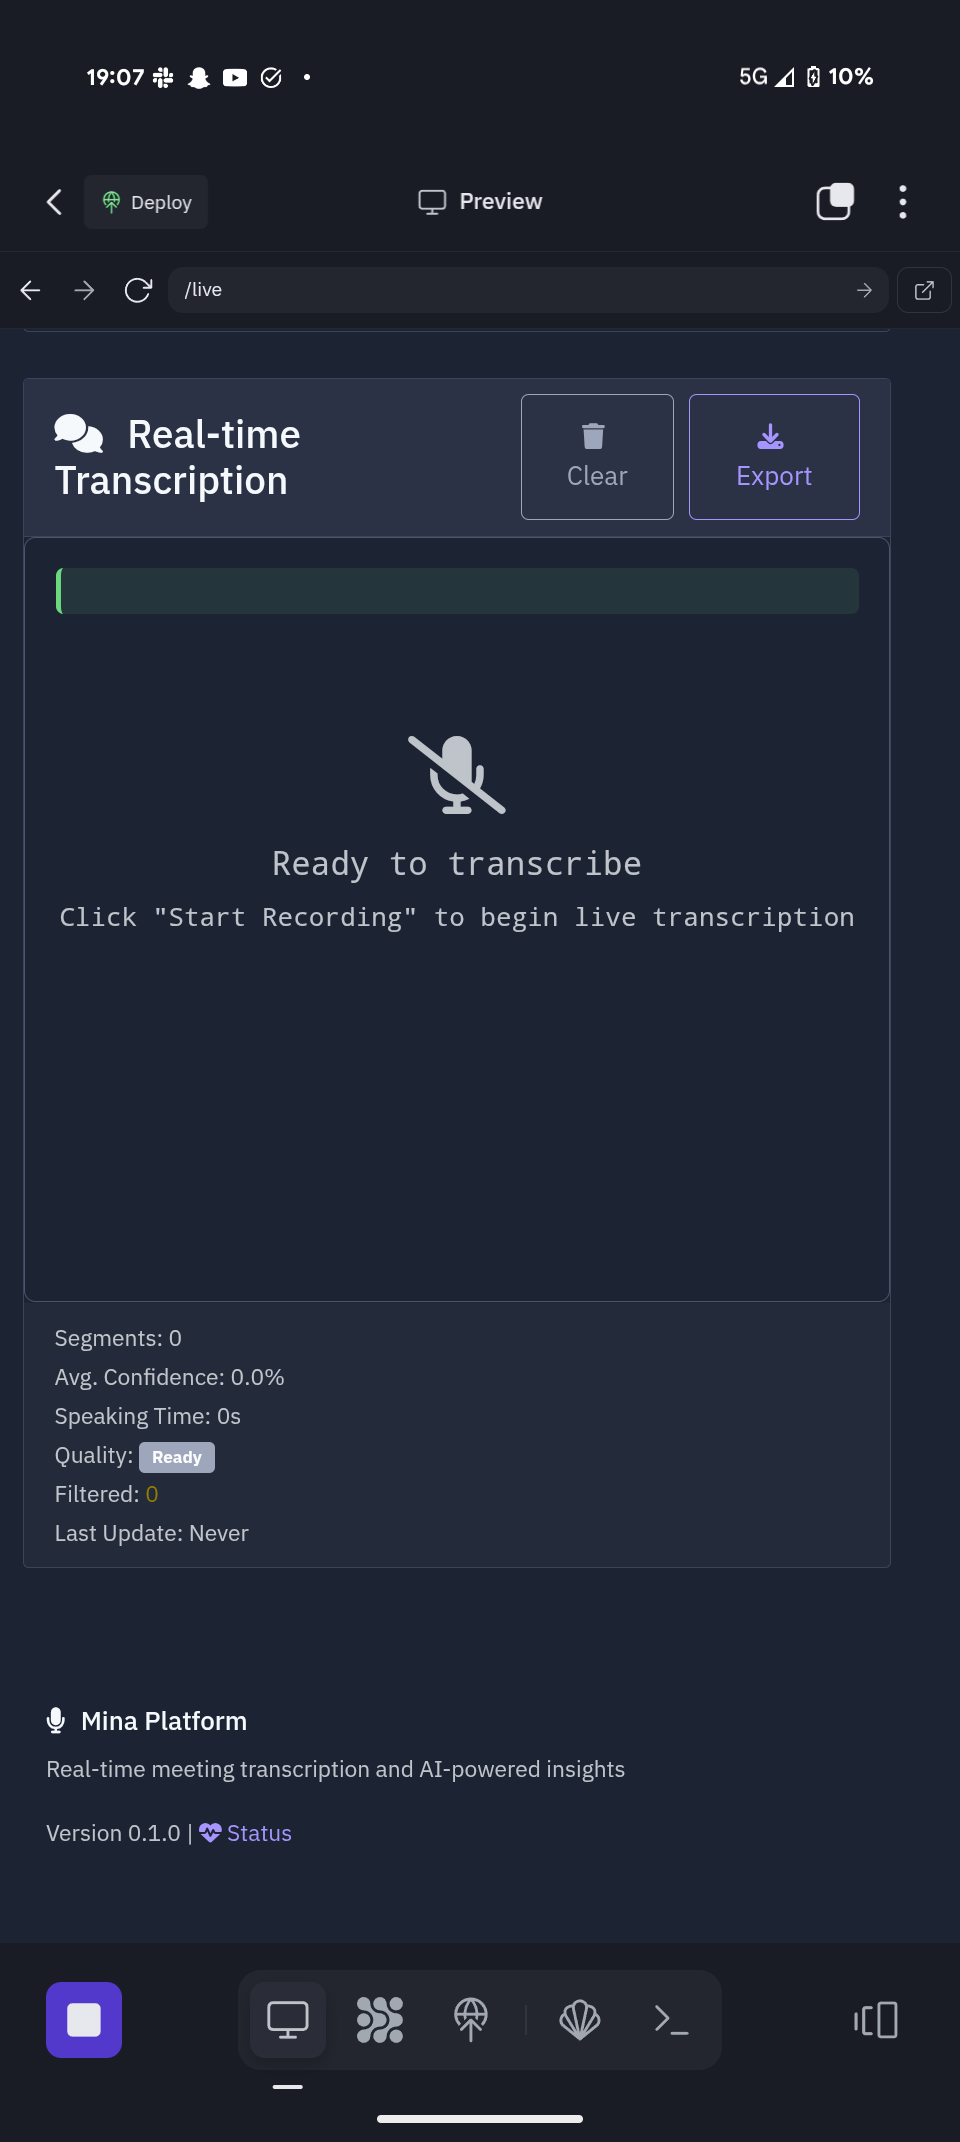 19:07
5G 10%
Deploy
Preview
/live
Real-time
Transcription
Clear
Export
Ready to transcribe
Click "Start Recording" to begin live transcription
Segments: 0
Avg. Confidence: 0.0%
Speaking Time: 0s
Quality: Ready
Filtered: 0
Last Update: Never
Mina Platform
Real-time meeting transcription and AI-powered insights
Version 0.1.0 | Status